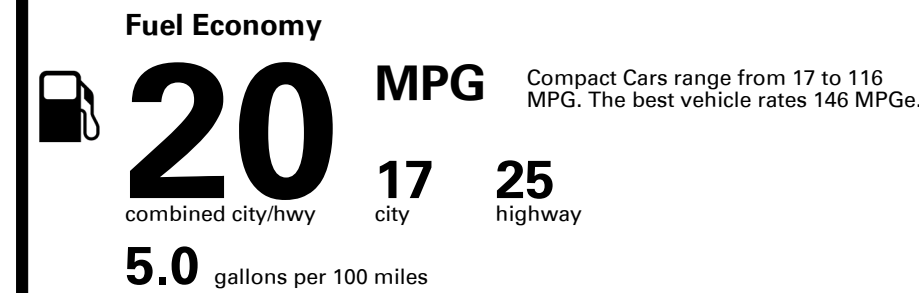 Fuel Economy
20
MPG
Compact Cars range from 17 to 116
MPG. The best vehicle rates 146 MPGe.
combined city/hwy
17
city
25
highway
5.0 gallons per 100 miles